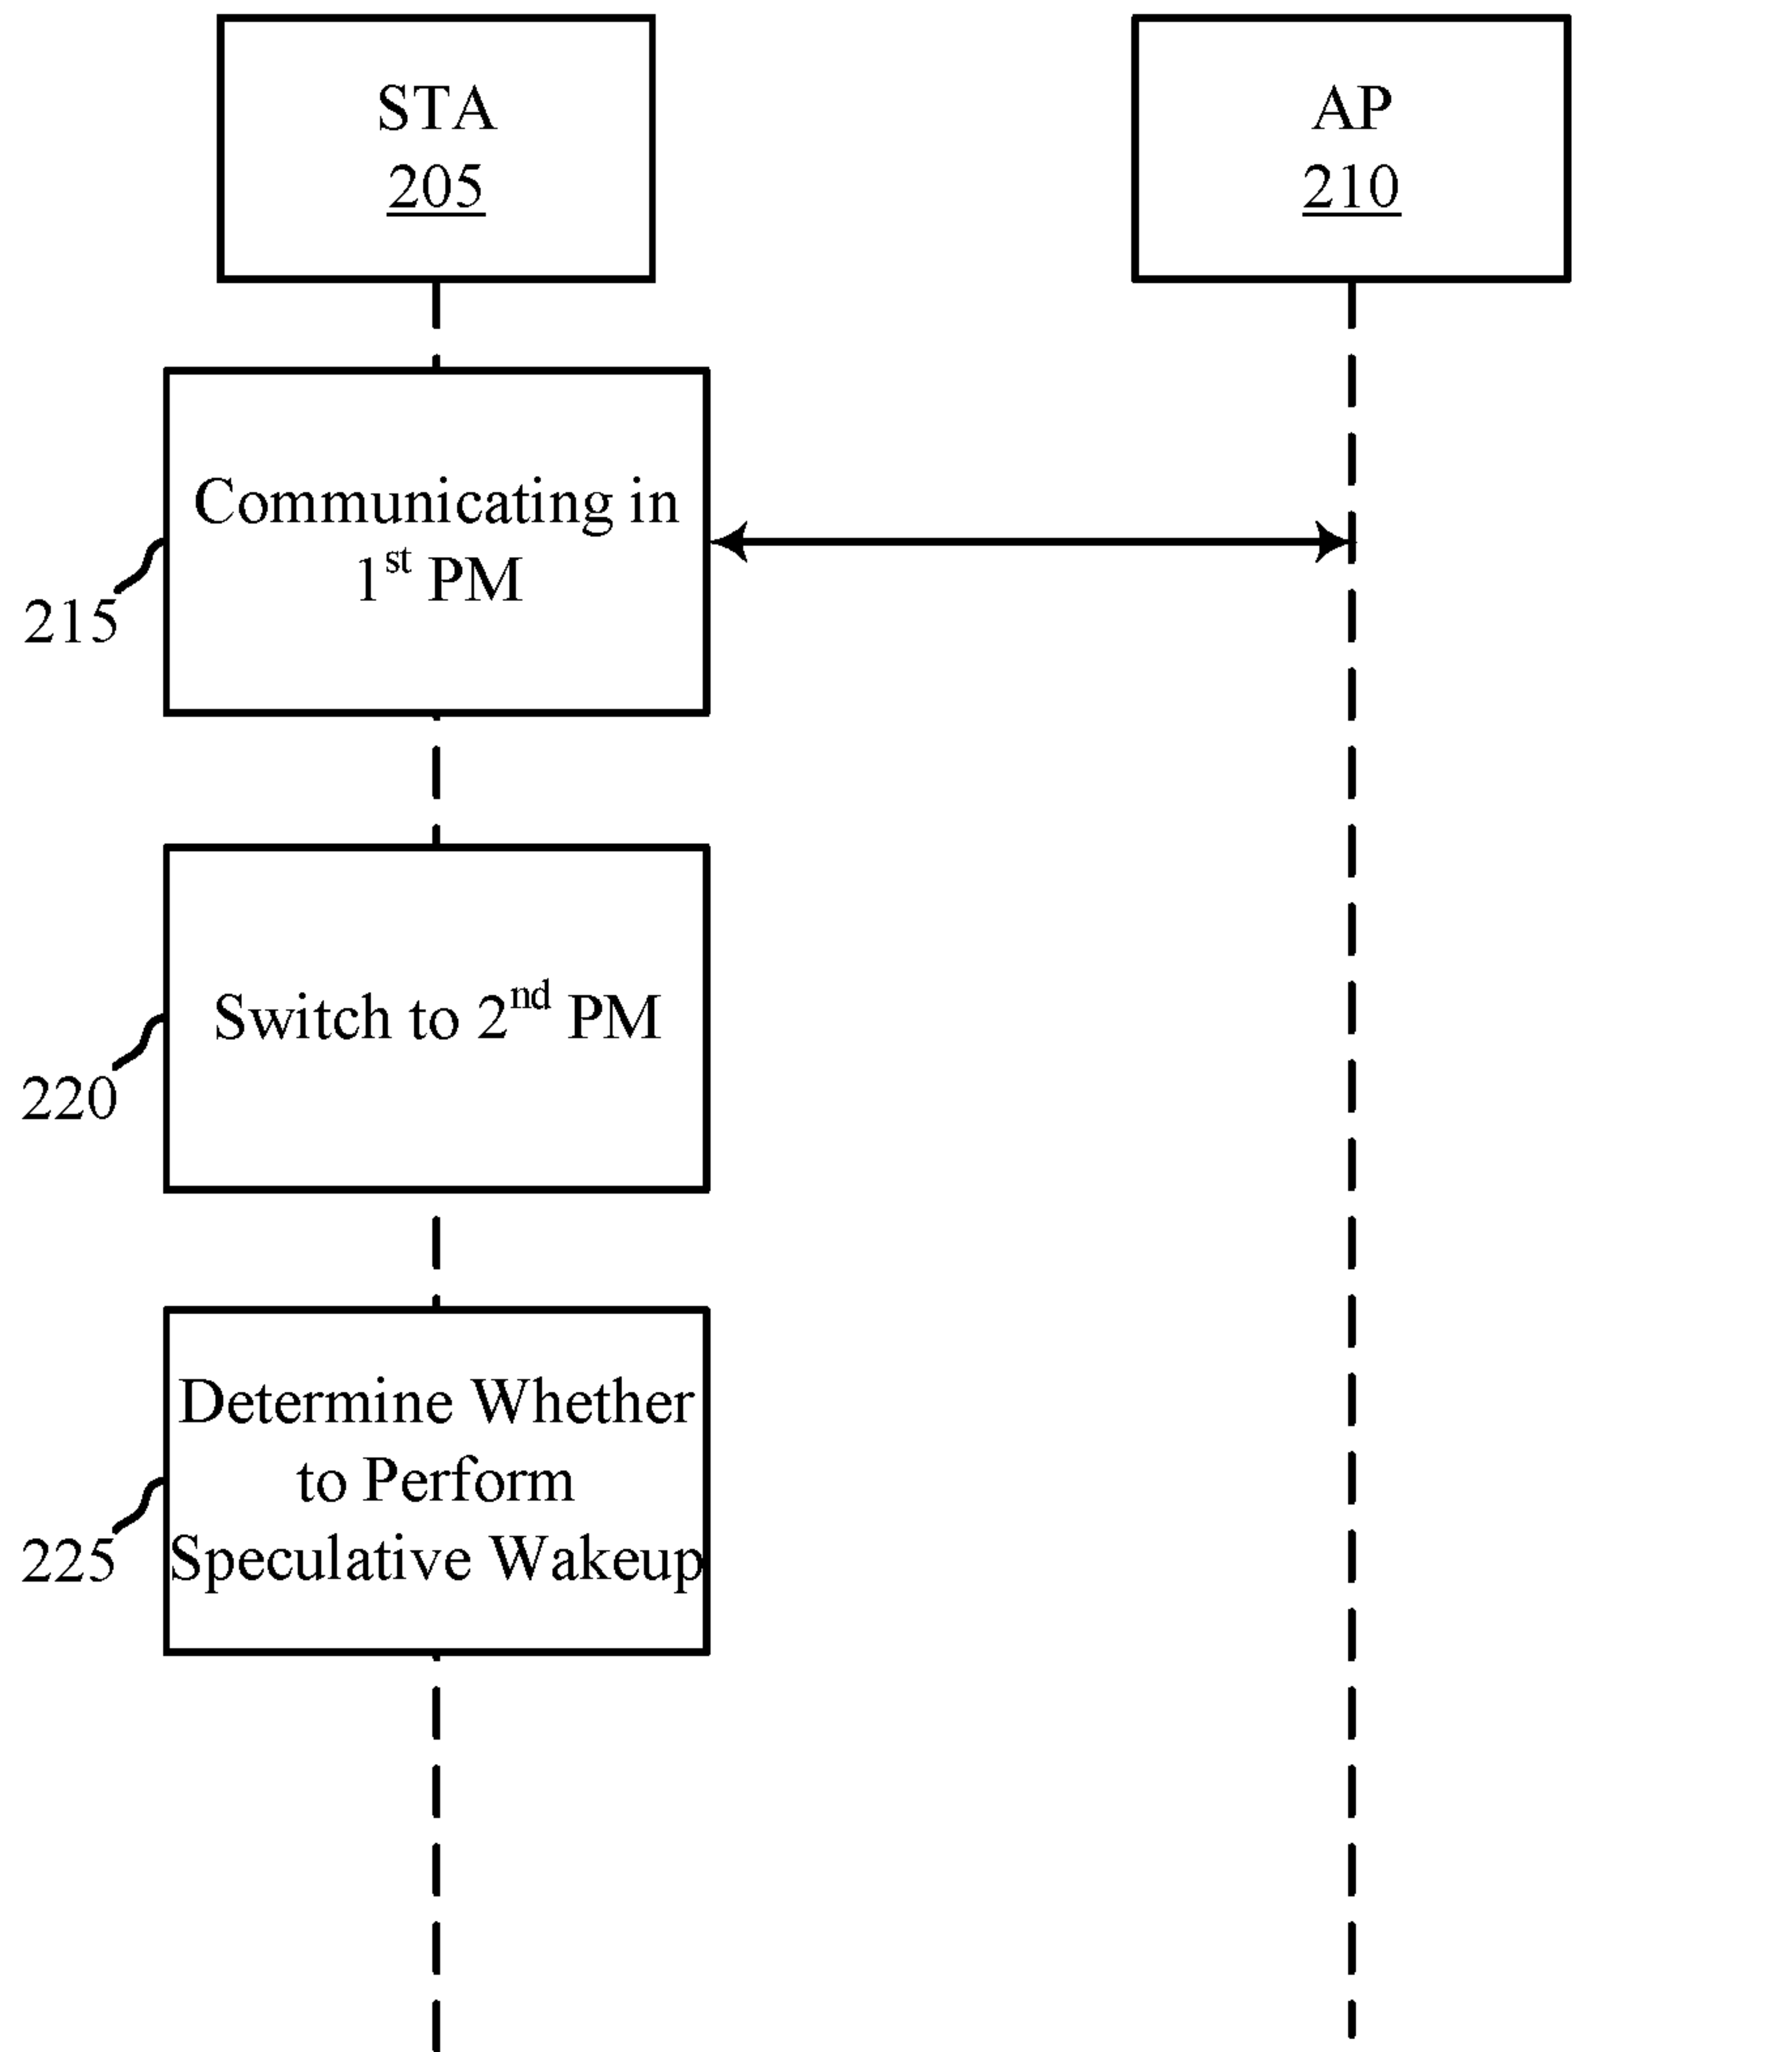 STA
205
AP
210
Communicating in
1st PM
215
Switch to 2nd PM
220
Determine Whether
to Perform
Speculative Wakeup
225